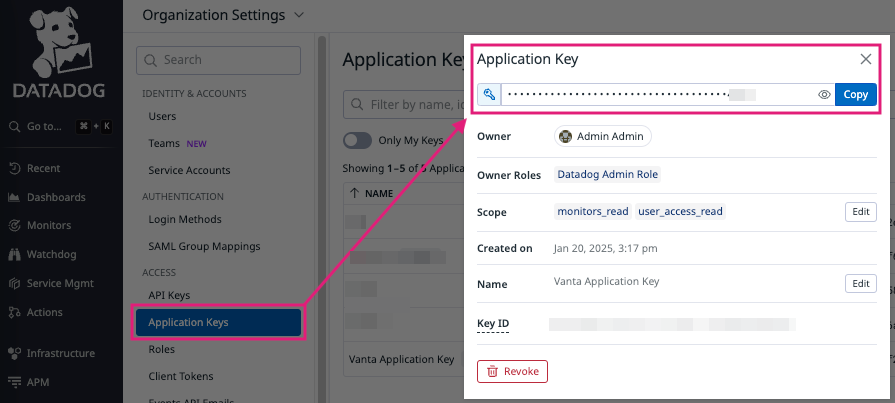 DATADOG
Go to... ⌘ + K
Recent
Dashboards
Monitors
Watchdog
Service Mgmt
Actions
Infrastructure
APM
Organization Settings
Search
IDENTITY & ACCOUNTS
Users
Teams NEW
Service Accounts
AUTHENTICATION
Login Methods
SAML Group Mappings
ACCESS
API Keys
Application Keys
Roles
Client Tokens
Events API Emails
Application Key
Filter by name, id
Only My Keys
Showing 1–5 of 5 Applica
NAME
Vanta Application Key
Application Key
Copy
Owner Admin Admin
Owner Roles Datadog Admin Role
Scope monitors_read user_access_read Edit
Created on Jan 20, 2025, 3:17 pm
Name Vanta Application Key Edit
Key ID
Revoke